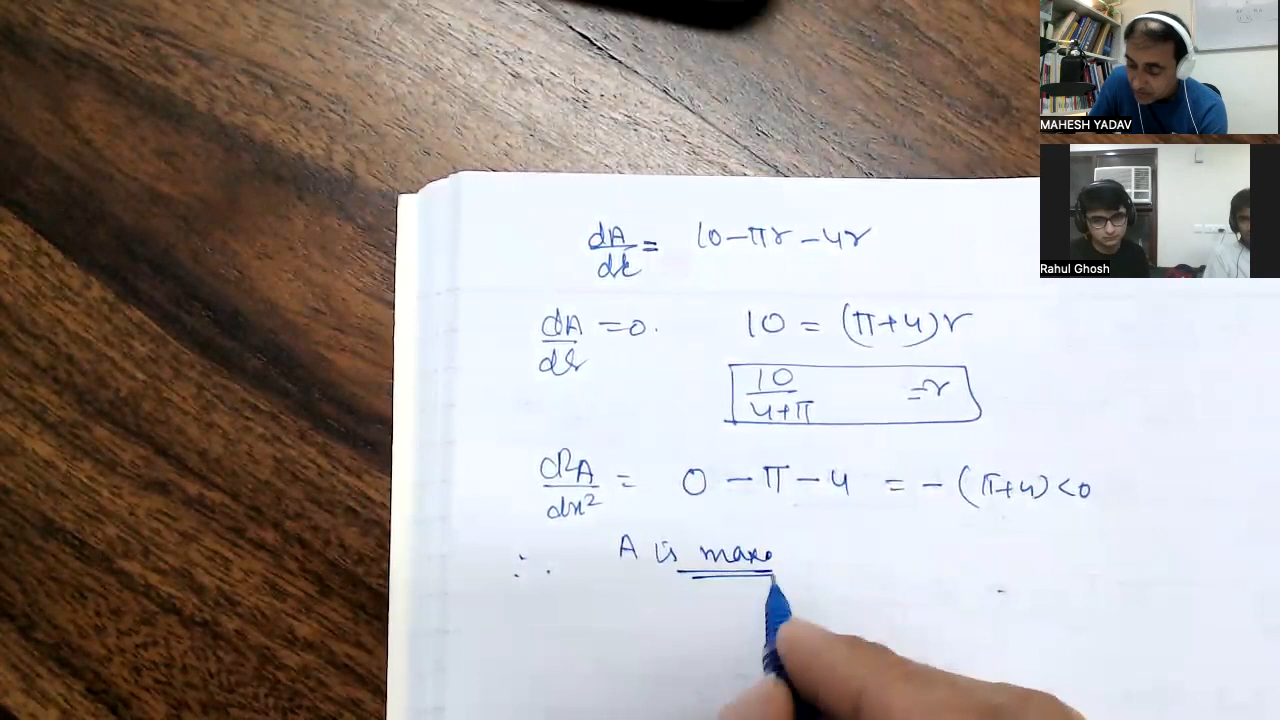 MAHESH YADAV
Rahul Ghosh
dA/dr = 10-πr-4r
dA/dr = 0. 10 = (π+4)r
10/4+π = r
d²A/dx² = 0 - π - 4 = -(π+4) <0
∴ A is max.